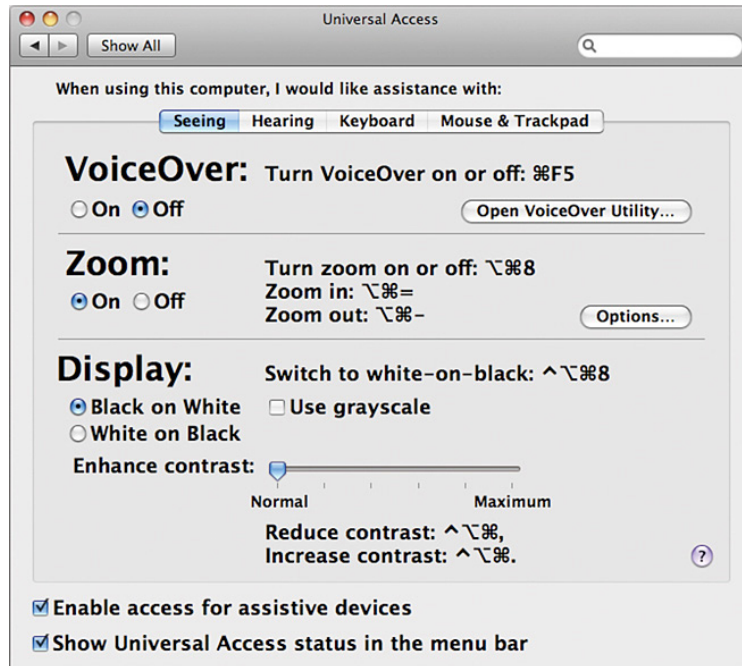 Universal Access
Show All
When using this computer, I would like assistance with:
Seeing Hearing Keyboard Mouse & Trackpad
VoiceOver: Turn VoiceOver on or off: ⌘F5
On Off Open VoiceOver Utility...
Zoom: Turn zoom on or off: ⌥⌘8
On Off Zoom in: ⌥⌘=
Zoom out: ⌥⌘- Options...
Display: Switch to white-on-black: ^⌥⌘8
Black on White Use grayscale
White on Black
Enhance contrast:
Normal Maximum
Reduce contrast: ^⌥⌘,
Increase contrast: ^⌥⌘.
?
Enable access for assistive devices
Show Universal Access status in the menu bar